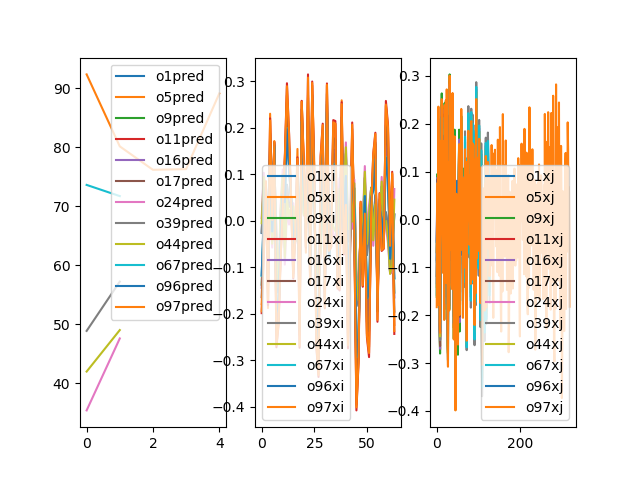 90
80
70
60
50
40
0
2
4
o1pred
o5pred
o9pred
o11pred
o16pred
o17pred
o24pred
o39pred
o44pred
o67pred
o96pred
o97pred
0.3
0.2
0.1
0.0
−0.1
−0.2
−0.3
−0.4
0
25
50
o1xi
o5xi
o9xi
o11xi
o16xi
o17xi
o24xi
o39xi
o44xi
o67xi
o96xi
o97xi
0.3
0.2
0.1
0.0
−0.1
−0.2
−0.3
−0.4
0
200
o1xj
o5xj
o9xj
o11xj
o16xj
o17xj
o24xj
o39xj
o44xj
o67xj
o96xj
o97xj